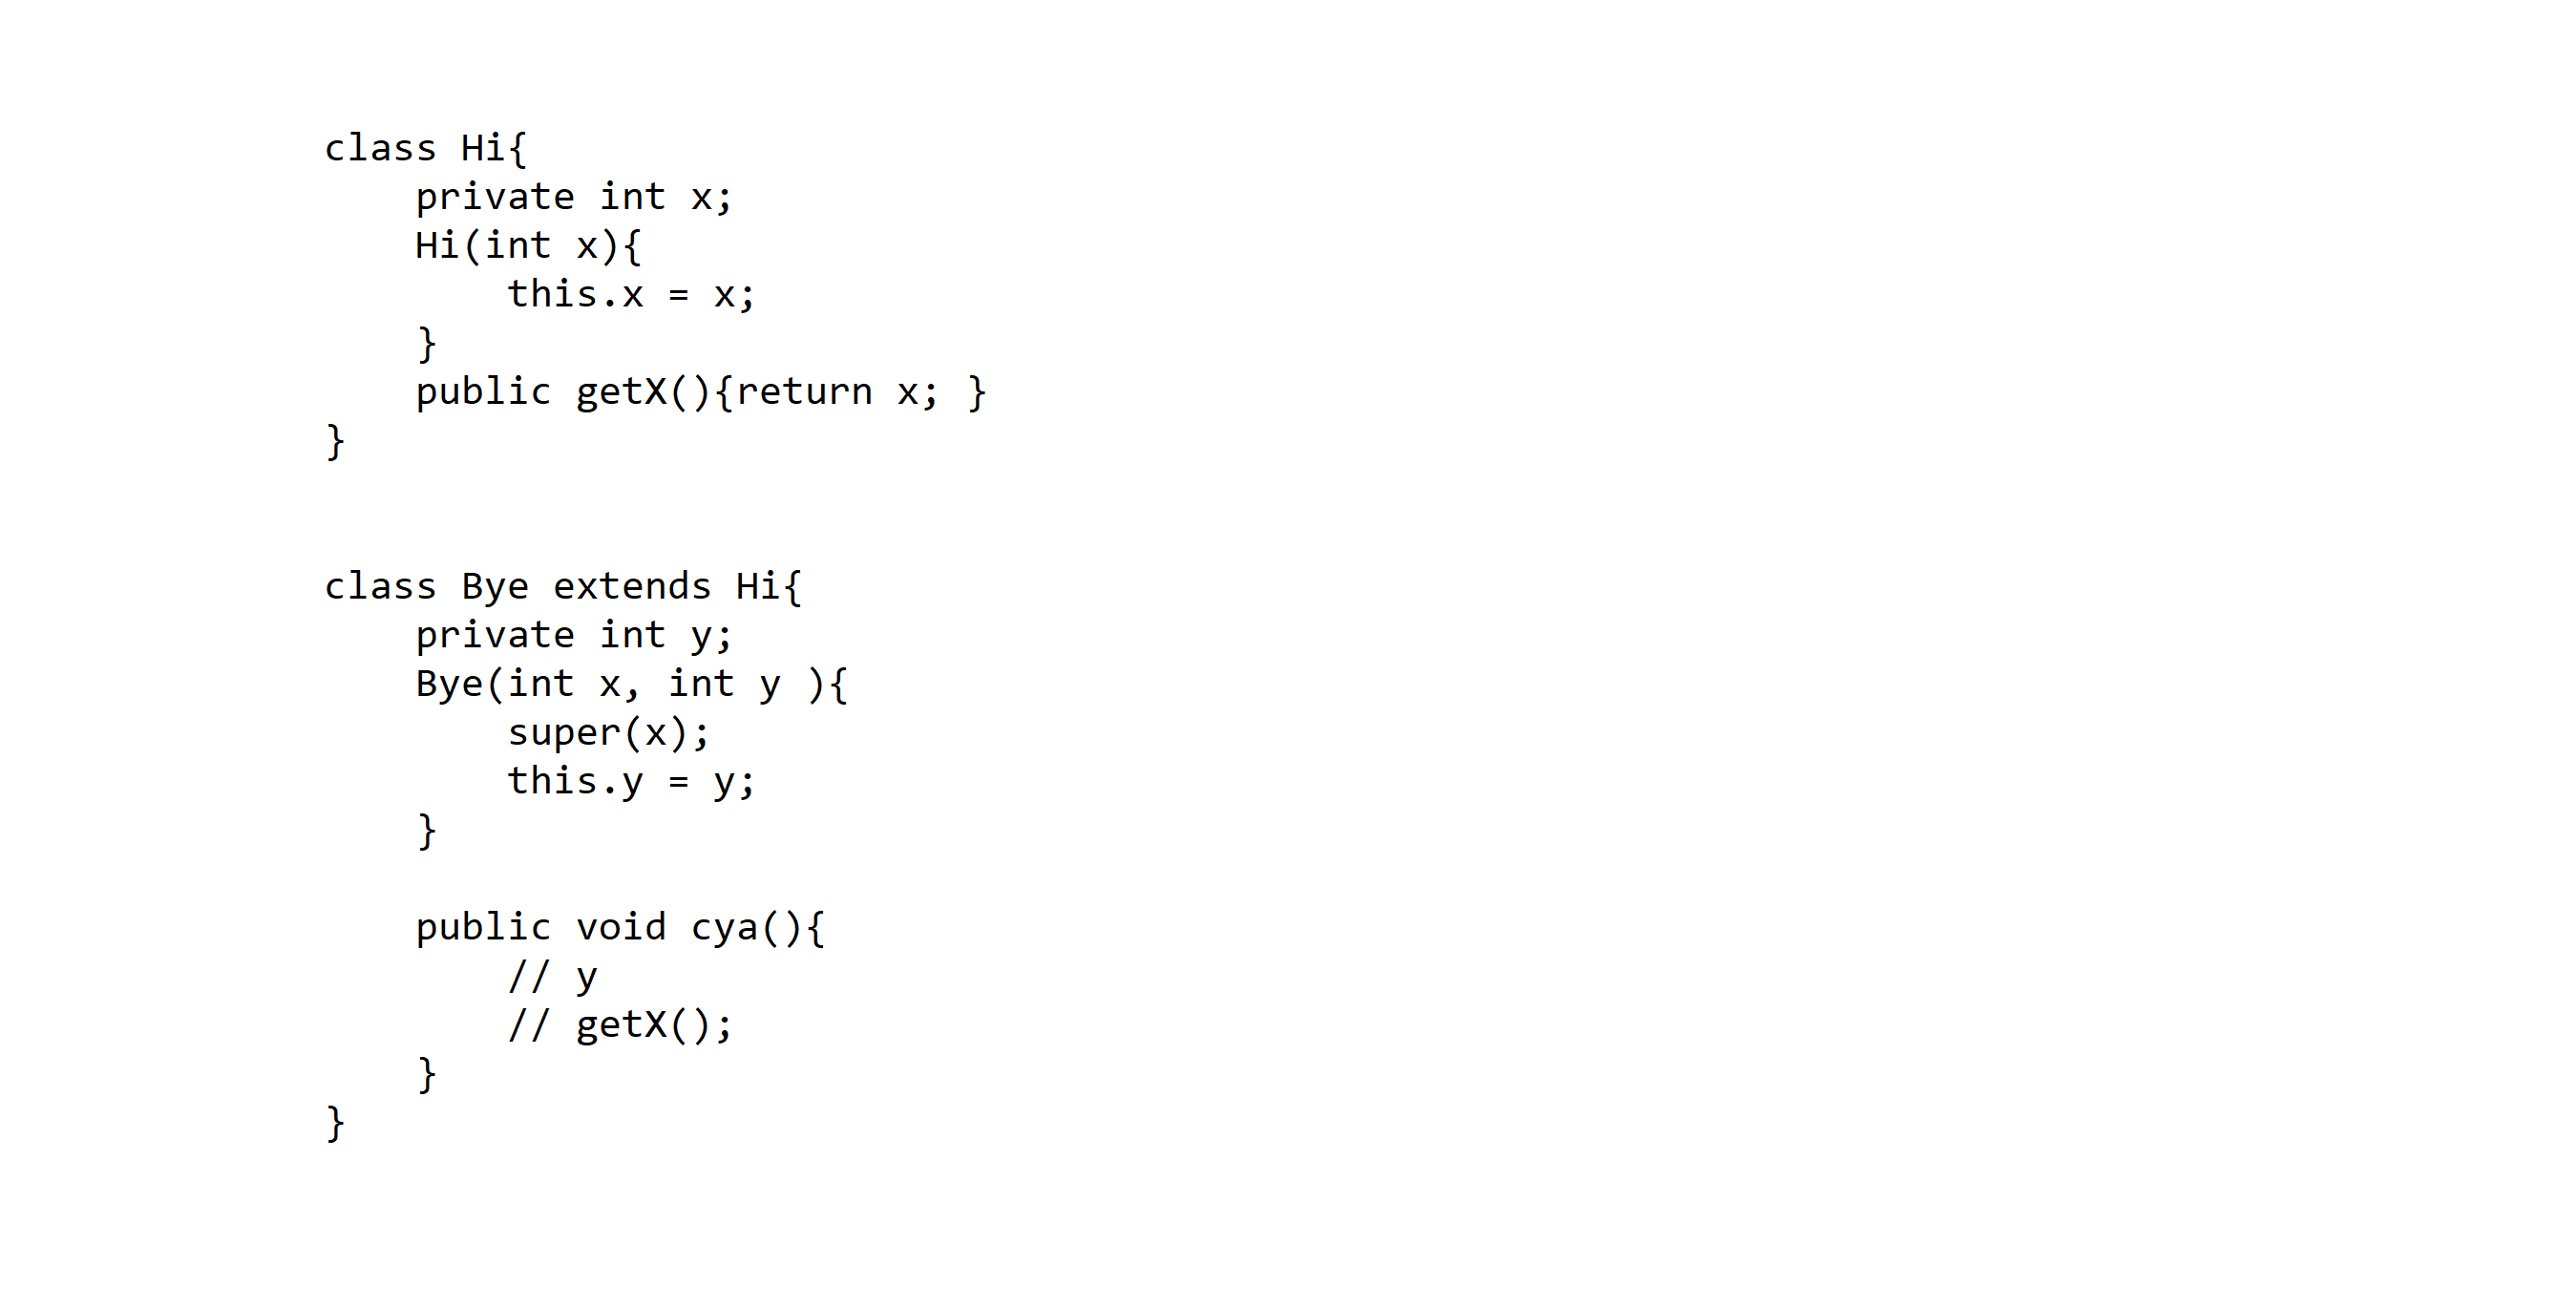 class Hi{
    private int x;
    Hi(int x){
        this.x = x;
    }
    public getX(){return x; }
}
class Bye extends Hi{
    private int y;
    Bye(int x, int y ){
        super(x);
        this.y = y;
    }
    public void cya(){
        // y
        // getX();
    }
}